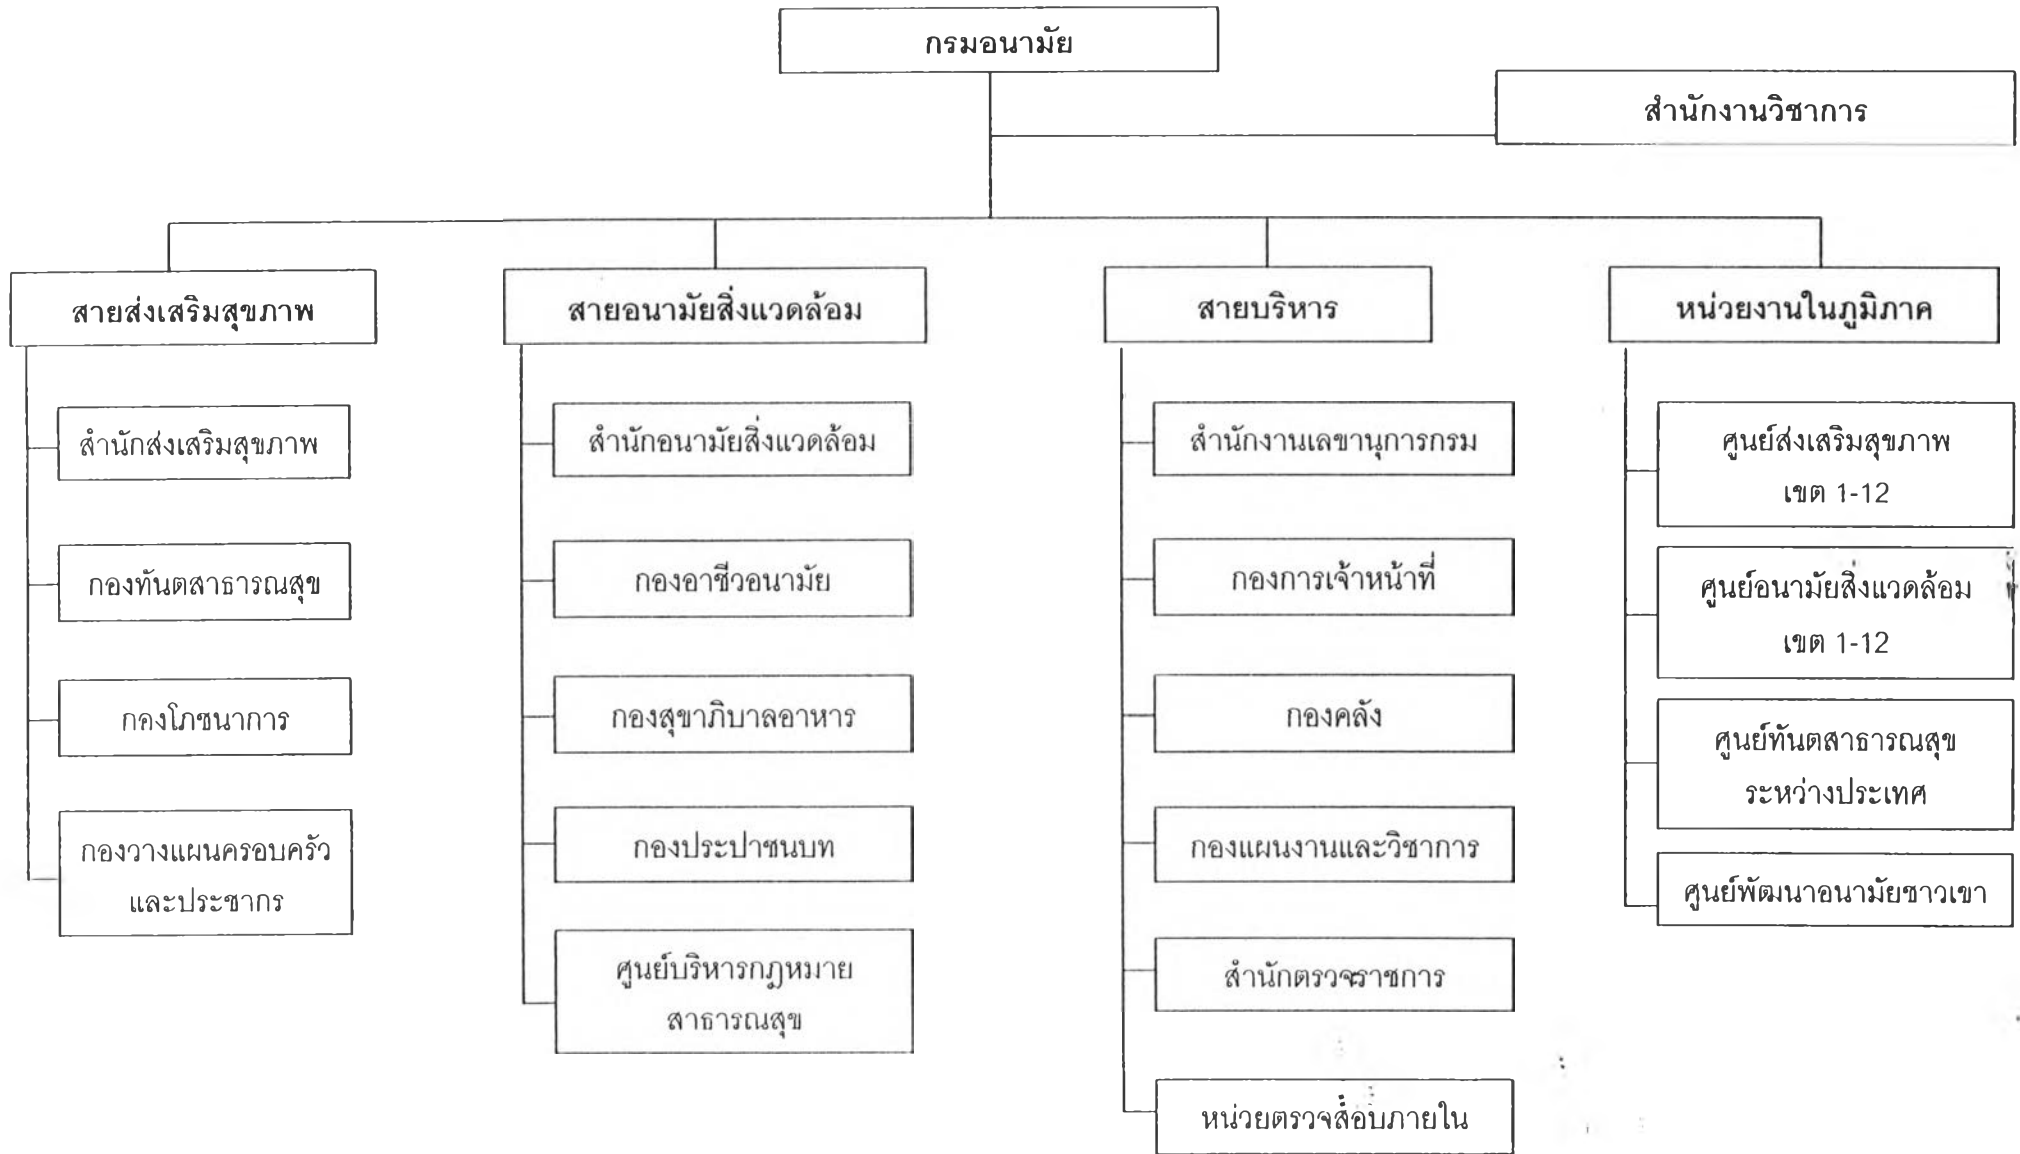 กรมอนามัย
สำนักงานวิชาการ
สายส่งเสริมสุขภาพ
สำนักส่งเสริมสุขภาพ
กองทันตสาธารณสุข
กองโภชนาการ
กองวางแผนครอบครัว
และประชากร
สายอนามัยสิ่งแวดล้อม
สำนักอนามัยสิ่งแวดล้อม
กองอาชีวอนามัย
กองสุขาภิบาลอาหาร
กองประปาชนบท
ศูนย์บริหารกฎหมาย
สาธารณสุข
สายบริหาร
สำนักงานเลขานุการกรม
กองการเจ้าหน้าที่
กองคลัง
กองแผนงานและวิชาการ
สำนักตรวจราชการ
หน่วยตรวจสอบภายใน
หน่วยงานในภูมิภาค
ศูนย์ส่งเสริมสุขภาพ
เขต 1-12
ศูนย์อนามัยสิ่งแวดล้อม
เขต 1-12
ศูนย์ทันตสาธารณสุข
ระหว่างประเทศ
ศูนย์พัฒนาอนามัยชาวเขา